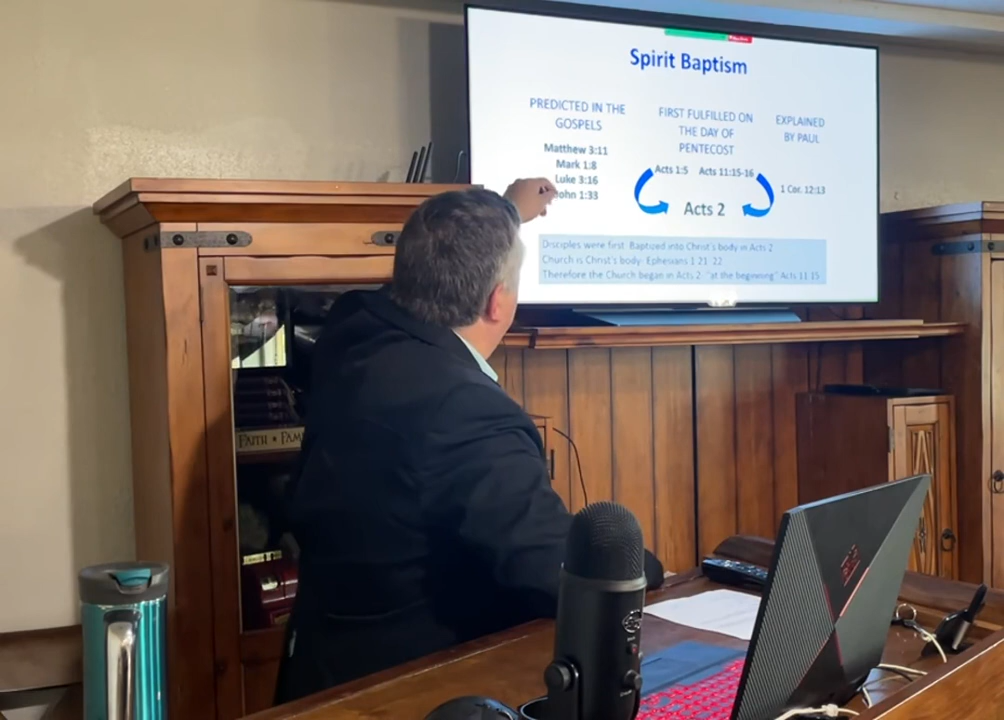 Spirit Baptism
PREDICTED IN THE
GOSPELS
Matthew 3:11
Mark 1:8
Luke 3:16
John 1:33
FIRST FULFILLED ON
THE DAY OF
PENTECOST
Acts 1:5 Acts 11:15-16
Acts 2
EXPLAINED
BY PAUL
1 Cor. 12:13
Disciples were first Baptized into Christ's body in Acts 2
Church is Christ's body: Ephesians 1:21-22
Therefore the Church began in Acts 2: "at the beginning" Acts 11:15
FAITH * FAM